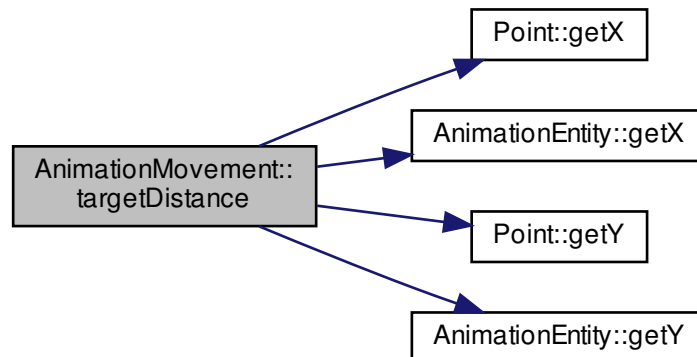 Point::getX
AnimationEntity::getX
AnimationMovement::
targetDistance
Point::getY
AnimationEntity::getY